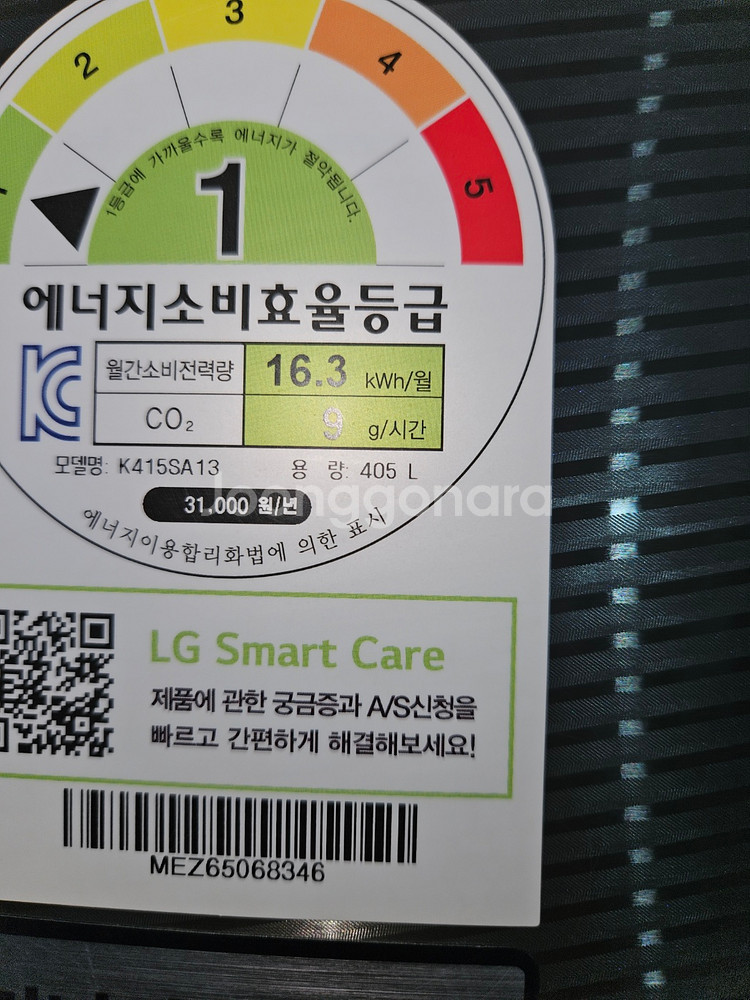 2
3
4
5
1등급에 가까울수록 에너지가 절약됩니다.
1
에너지소비효율등급
월간소비전력량 16.3 kWh/월
CO₂ 9 g/시간
모델명: K415SA13 용 량: 405 L
31,000 원/년
에너지이용합리화법에 의한 표시
joonggonara
LG Smart Care
제품에 관한 궁금증과 A/S신청을
빠르고 간편하게 해결해보세요!
MEZ65068346